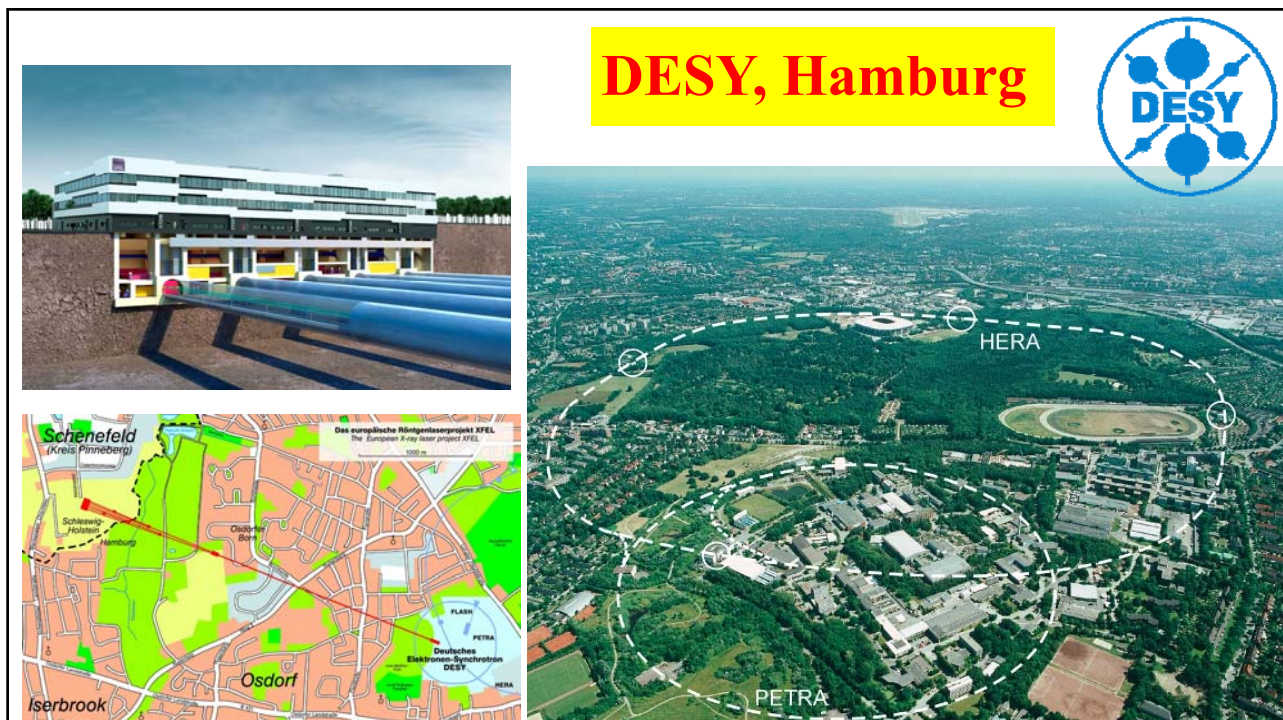 DESY, Hamburg
DESY
HERA
PETRA
Das europäische Röntgenlaserprojekt XFEL
The European X-ray laser project XFEL
1000 m
Schenefeld
(Kreis Pinneberg)
Schleswig-
Holstein
Hamburg
Osdorfer
Born
FLASH
PETRA
Deutsches
Elektronen-Synchrotron
DESY
HERA
Osdorf
Iserbrook